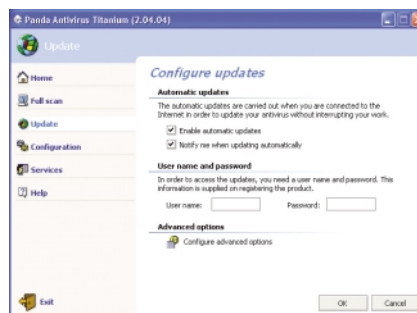 Panda Antivirus Titanium (2.04.04)
Update
Home
Full scan
Update
Configuration
Services
Help
Exit
Configure updates
Automatic updates
The automatic updates are carried out when you are connected to the
Internet in order to update your antivirus without interrupting your work.
Enable automatic updates
Notify me when updating automatically
User name and password
In order to access the updates, you need a user name and password. This
information is supplied on registering the product.
User name: Password:
Advanced options
Configure advanced options
OK Cancel